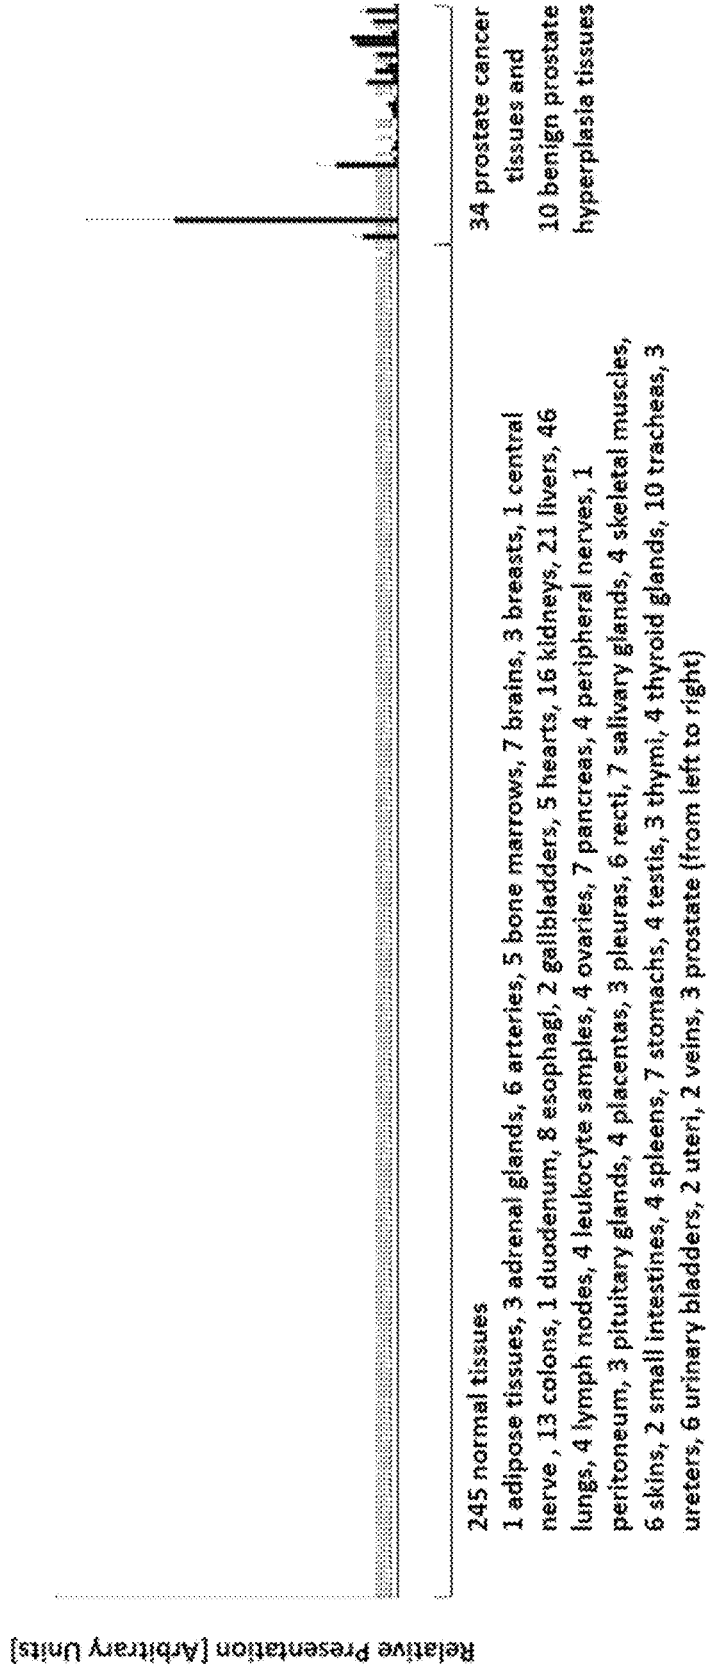 Relative Presentation [Arbitrary Units]
245 normal tissues
1 adipose tissues, 3 adrenal glands, 6 arteries, 5 bone marrows, 7 brains, 3 breasts, 1 central
nerve , 13 colons, 1 duodenum, 8 esophagi, 2 gallbladders, 5 hearts, 16 kidneys, 21 livers, 46
lungs, 4 lymph nodes, 4 leukocyte samples, 4 ovaries, 7 pancreas, 4 peripheral nerves, 1
peritoneum, 3 pituitary glands, 4 placentas, 3 pleuras, 6 recti, 7 salivary glands, 4 skeletal muscles,
6 skins, 2 small intestines, 4 spleens, 7 stomachs, 4 testis, 3 thymi, 4 thyroid glands, 10 tracheas, 3
ureters, 6 urinary bladders, 2 uteri, 2 veins, 3 prostate (from left to right)
34 prostate cancer
tissues and
10 benign prostate
hyperplasia tissues